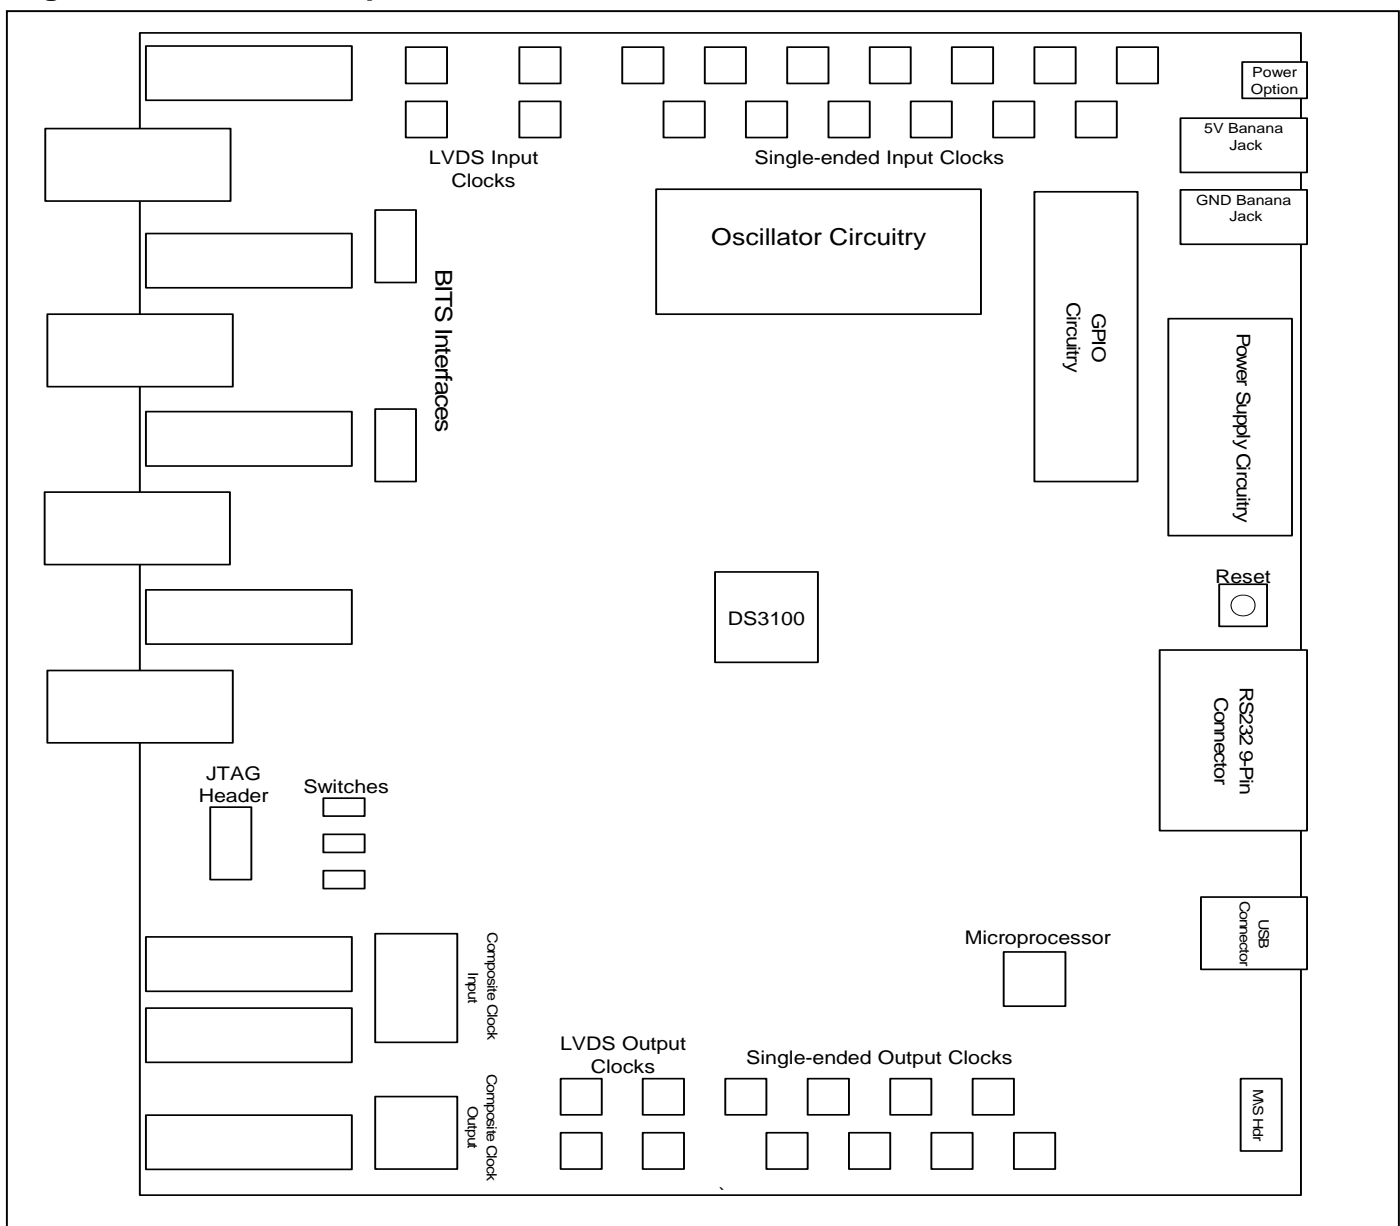 Power
Option
5V Banana
Jack
LVDS Input
Clocks
Single-ended Input Clocks
GND Banana
Jack
Oscillator Circuitry
BITS Interfaces
GPIO
Circuitry
Power Supply Circuitry
Reset
DS3100
RS232 9-Pin
Connector
JTAG
Header
Switches
USB
Connector
Microprocessor
Composite Clock
Input
LVDS Output
Clocks
Single-ended Output Clocks
Composite Clock
Output
M\S Hdr